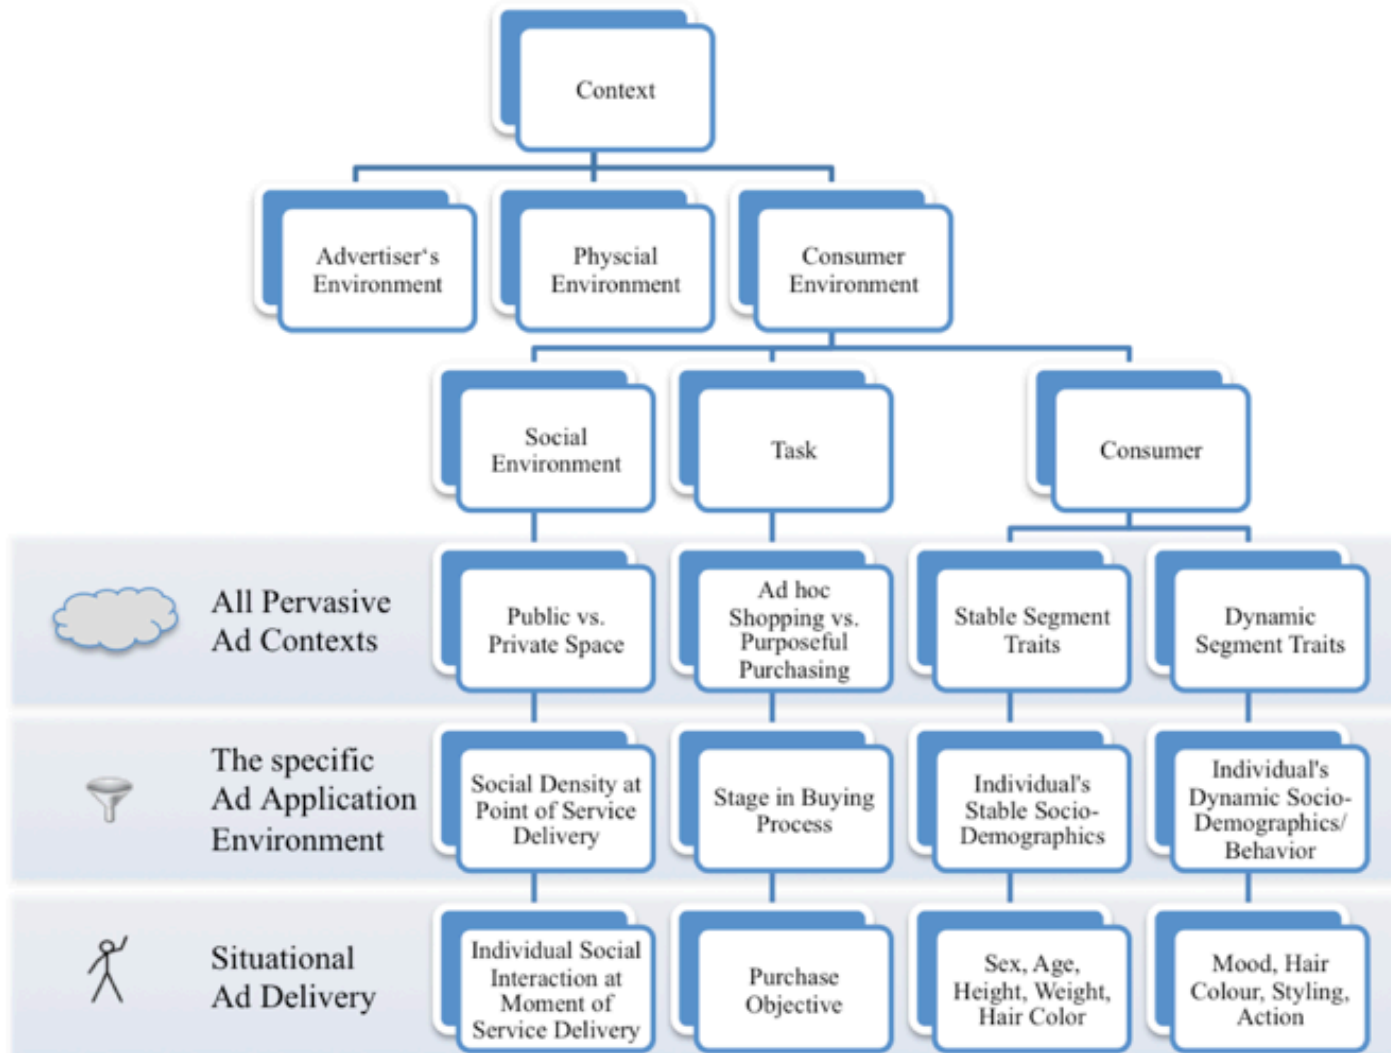 Context
Advertiser‘s
Environment
Physcial
Environment
Consumer
Environment
Social
Environment
Task
Consumer
All Pervasive
Ad Contexts
Public vs.
Private Space
Ad hoc
Shopping vs.
Purposeful
Purchasing
Stable Segment
Traits
Dynamic
Segment Traits
The specific
Ad Application
Environment
Social Density at
Point of Service
Delivery
Stage in Buying
Process
Individual's
Stable Socio-
Demographics
Individual's
Dynamic Socio-
Demographics/
Behavior
Situational
Ad Delivery
Individual Social
Interaction at
Moment of
Service Delivery
Purchase
Objective
Sex, Age,
Height, Weight,
Hair Color
Mood, Hair
Colour, Styling,
Action